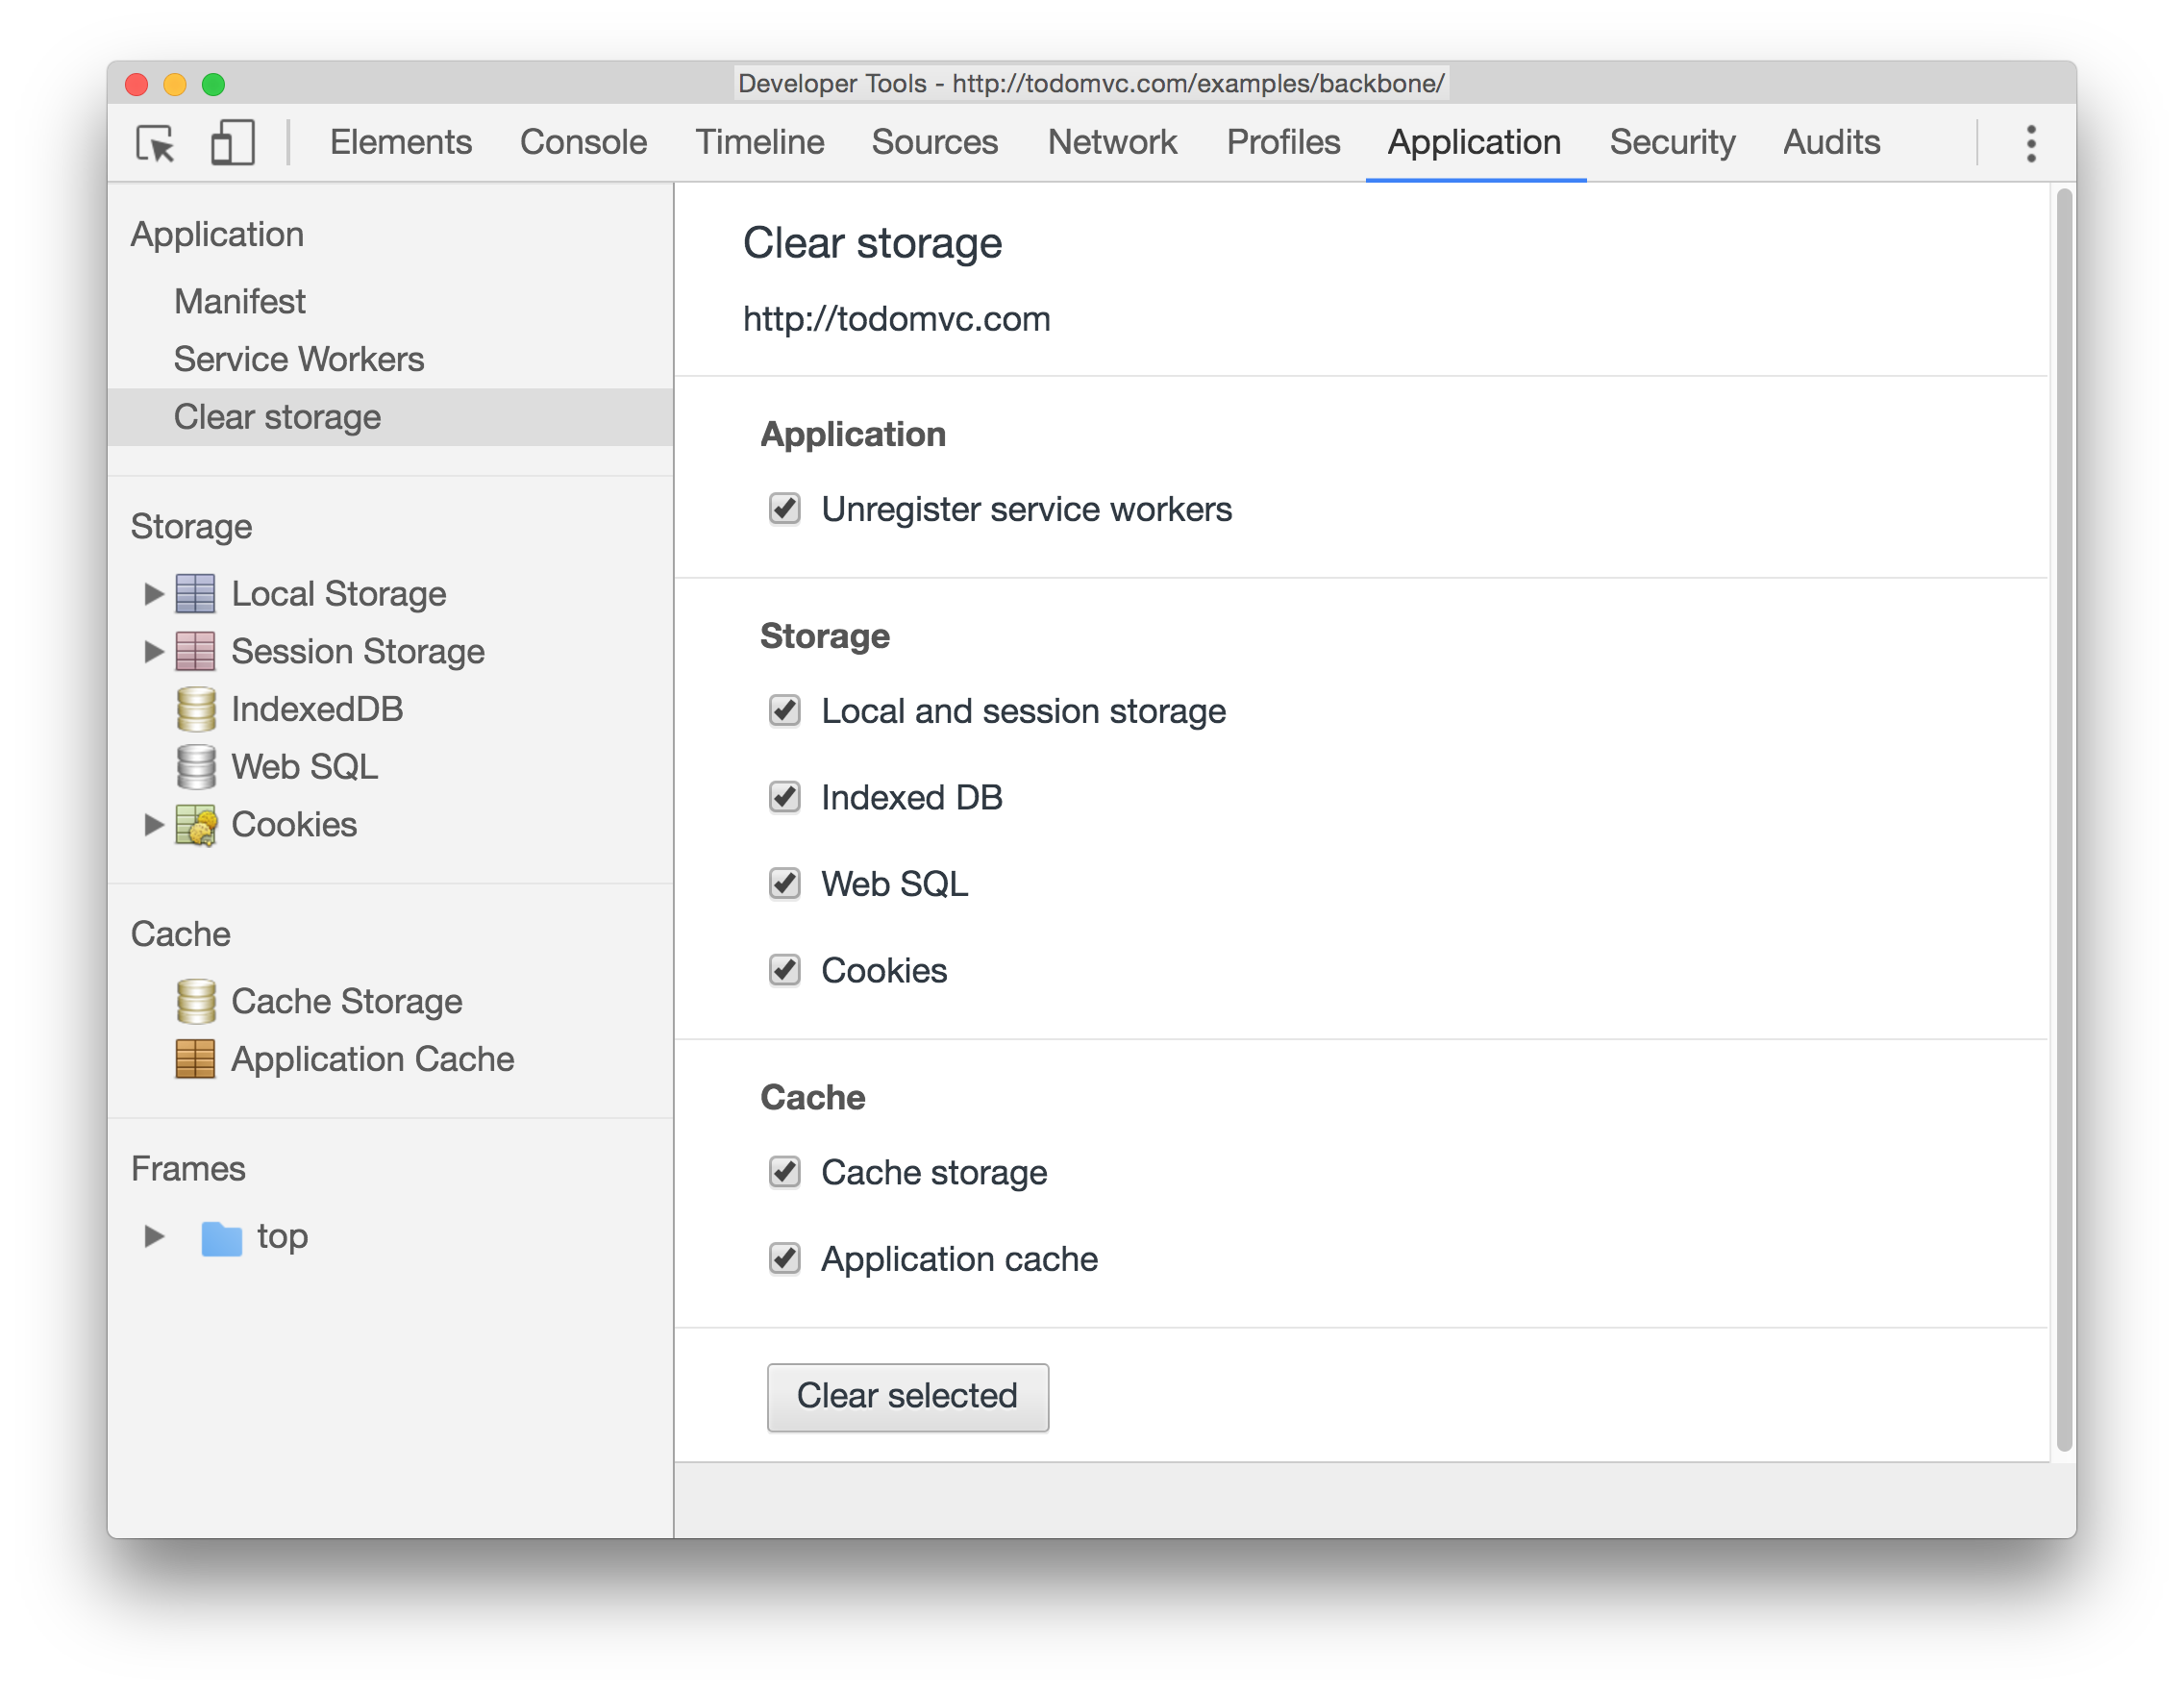 Developer Tools - http://todomvc.com/examples/backbone/
Elements Console Timeline Sources Network Profiles Application Security Audits
Application
Manifest
Service Workers
Clear storage
Storage
Local Storage
Session Storage
IndexedDB
Web SQL
Cookies
Cache
Cache Storage
Application Cache
Frames
top
Clear storage
http://todomvc.com
Application
Unregister service workers
Storage
Local and session storage
Indexed DB
Web SQL
Cookies
Cache
Cache storage
Application cache
Clear selected